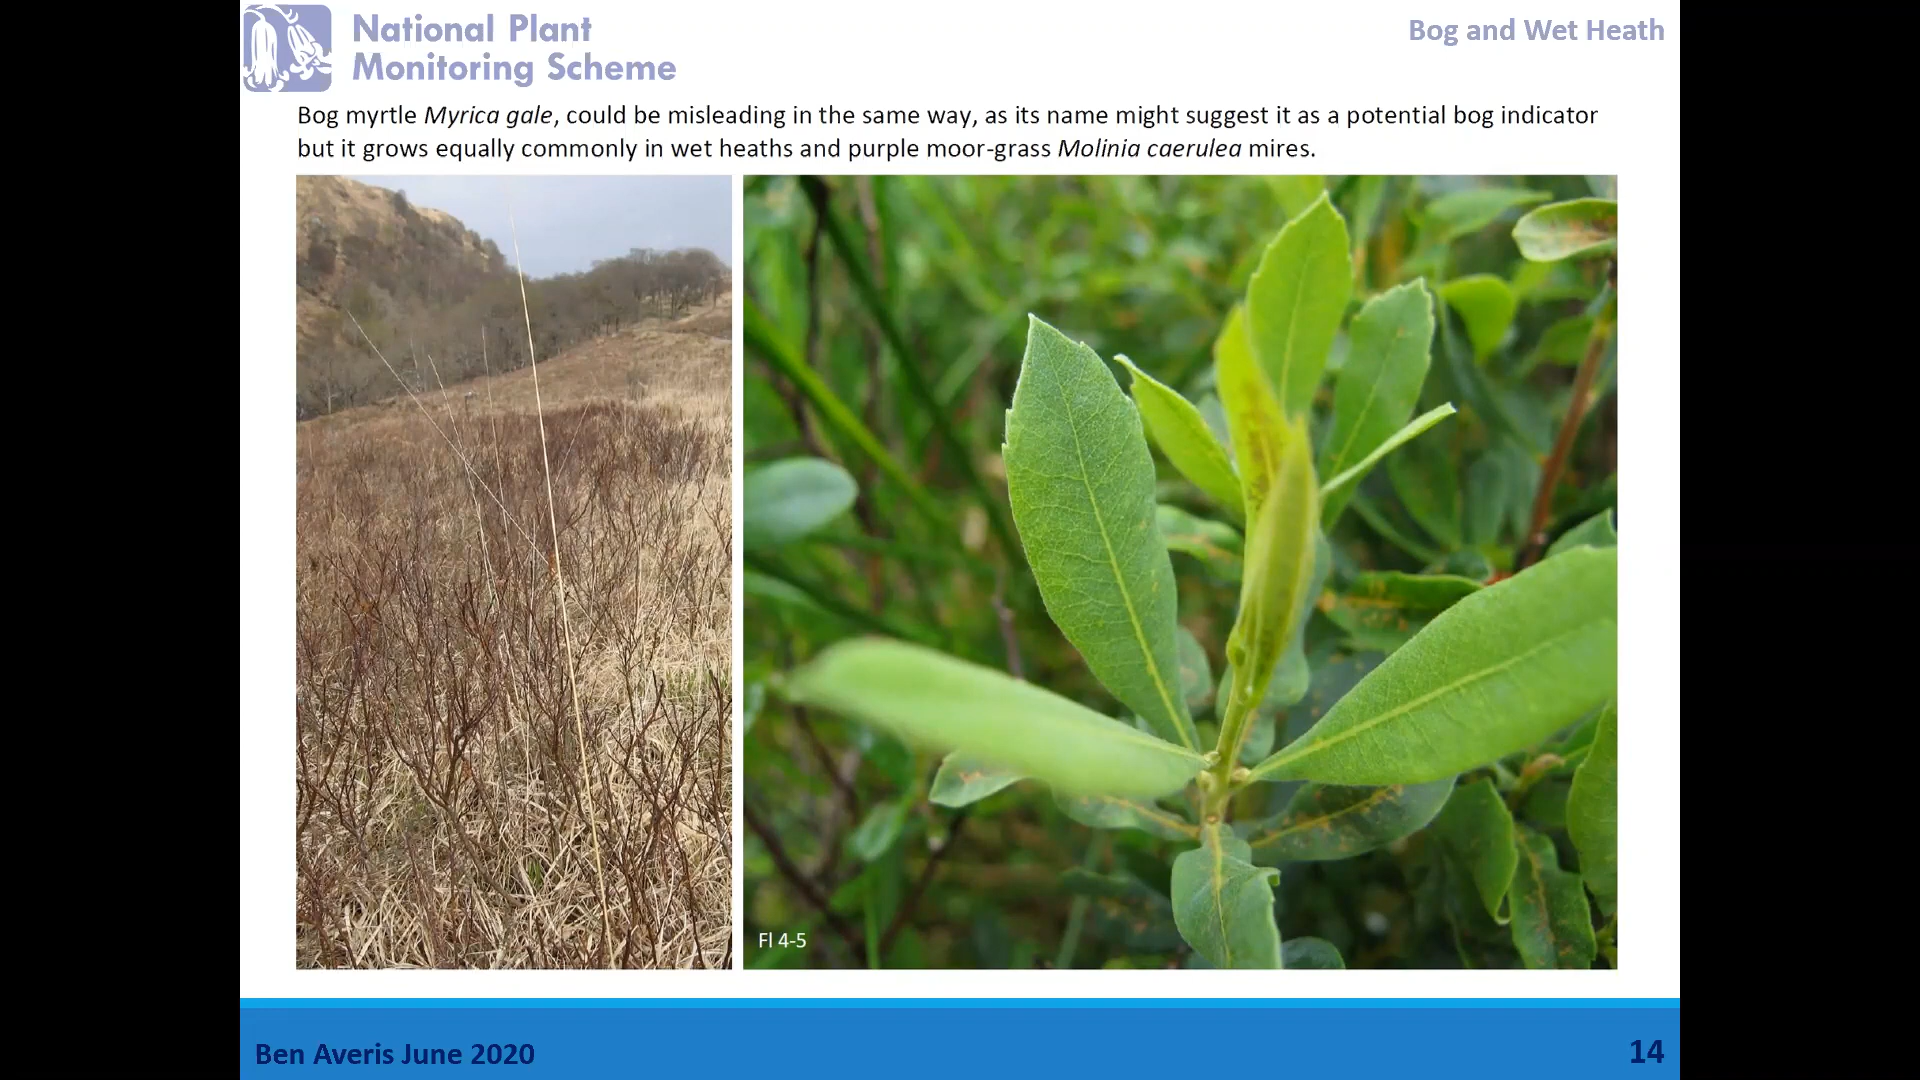 National Plant
Monitoring Scheme
Bog and Wet Heath
Bog myrtle Myrica gale, could be misleading in the same way, as its name might suggest it as a potential bog indicator
but it grows equally commonly in wet heaths and purple moor-grass Molinia caerulea mires.
Fl 4-5
Ben Averis June 2020
14